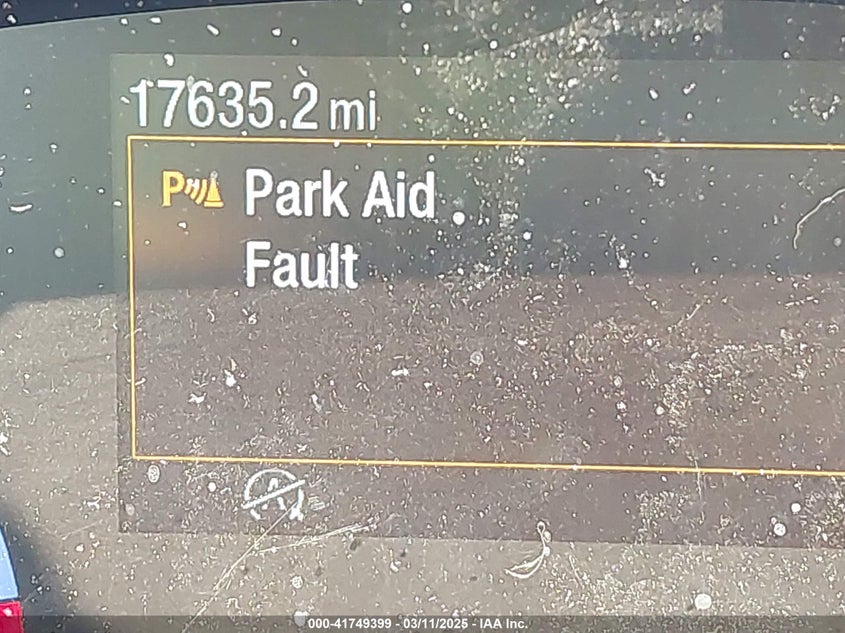 17635.2 mi
P Park Aid
Fault
A
000-41749399 - 03/11/2025 - IAA Inc.